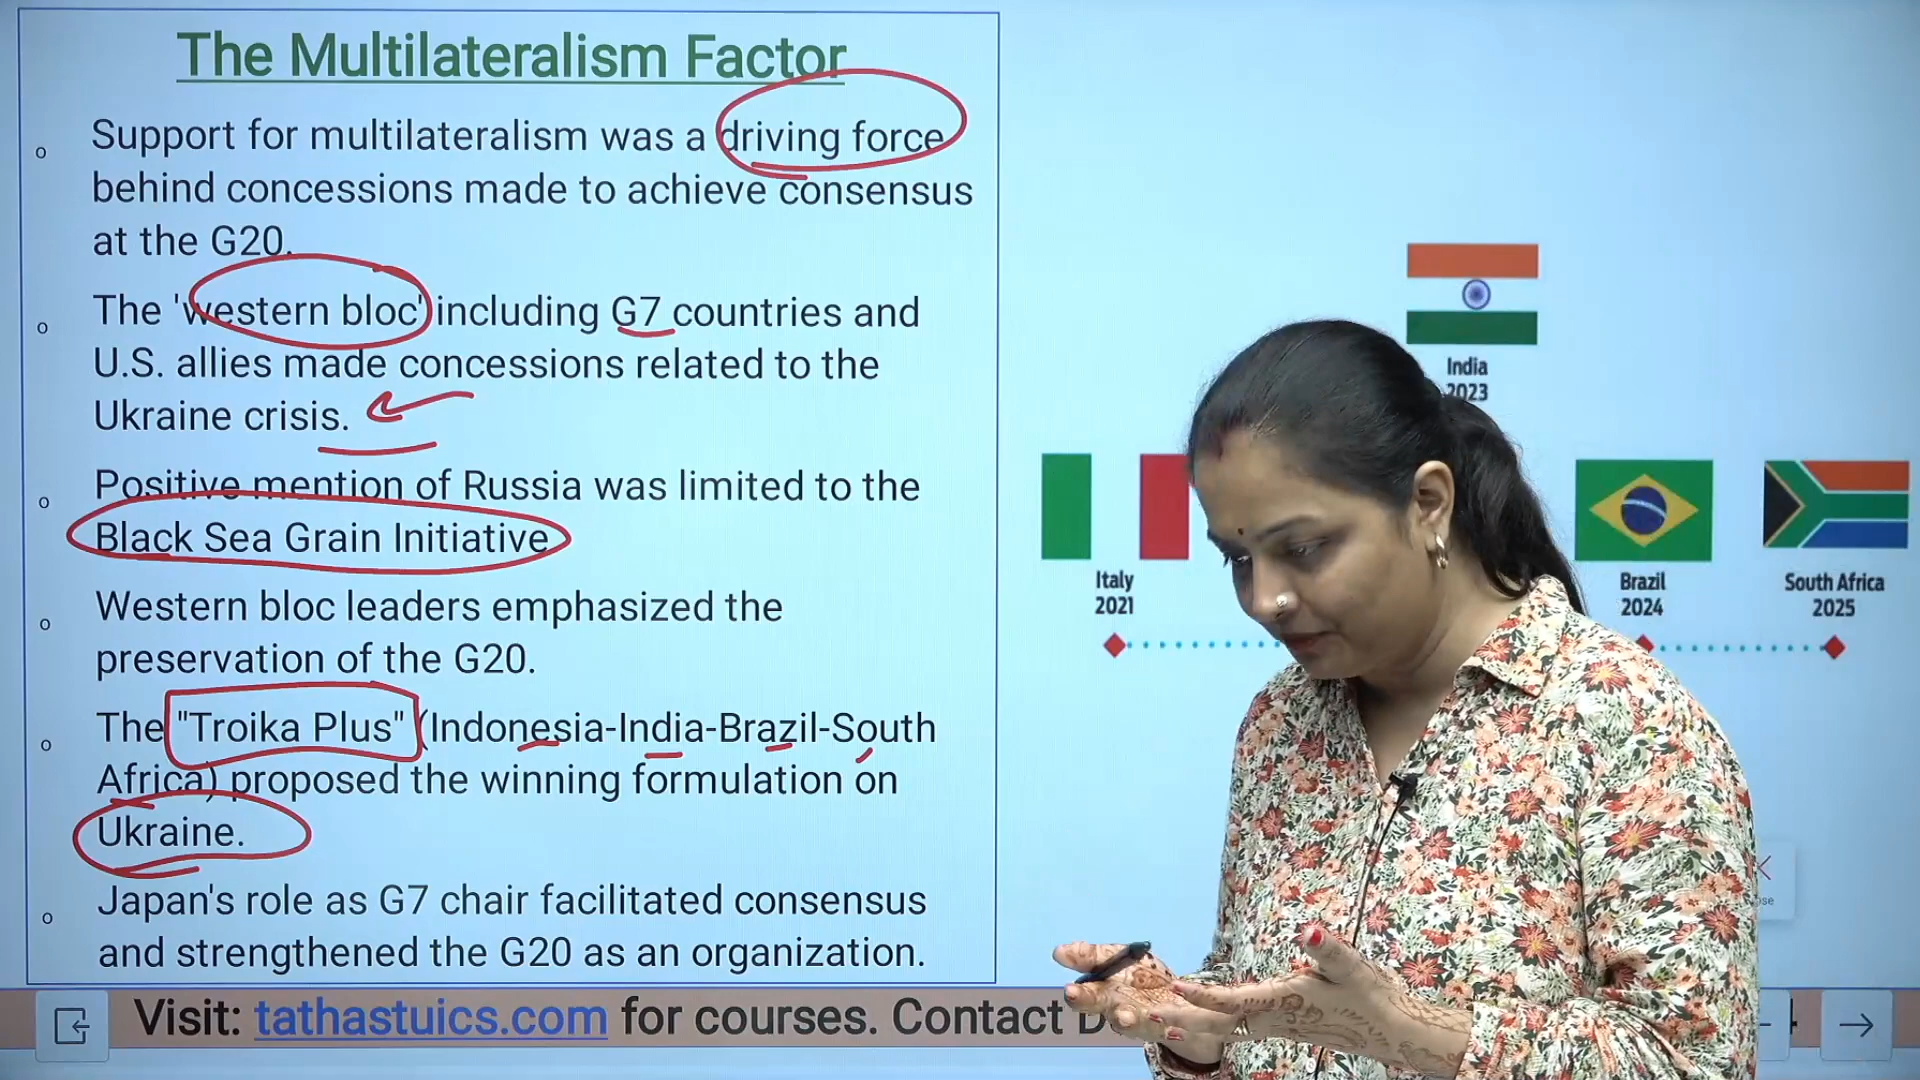 The Multilateralism Factor
Support for multilateralism was a driving force
behind concessions made to achieve consensus
at the G20.
The 'western bloc' including G7 countries and
U.S. allies made concessions related to the
Ukraine crisis.
Positive mention of Russia was limited to the
Black Sea Grain Initiative
Western bloc leaders emphasized the
preservation of the G20.
The "Troika Plus" (Indonesia-India-Brazil-South
Africa) proposed the winning formulation on
Ukraine.
Japan's role as G7 chair facilitated consensus
and strengthened the G20 as an organization.
India
2023
Italy
2021
Brazil
2024
South Africa
2025
Visit: tathastuics.com for courses. Contact